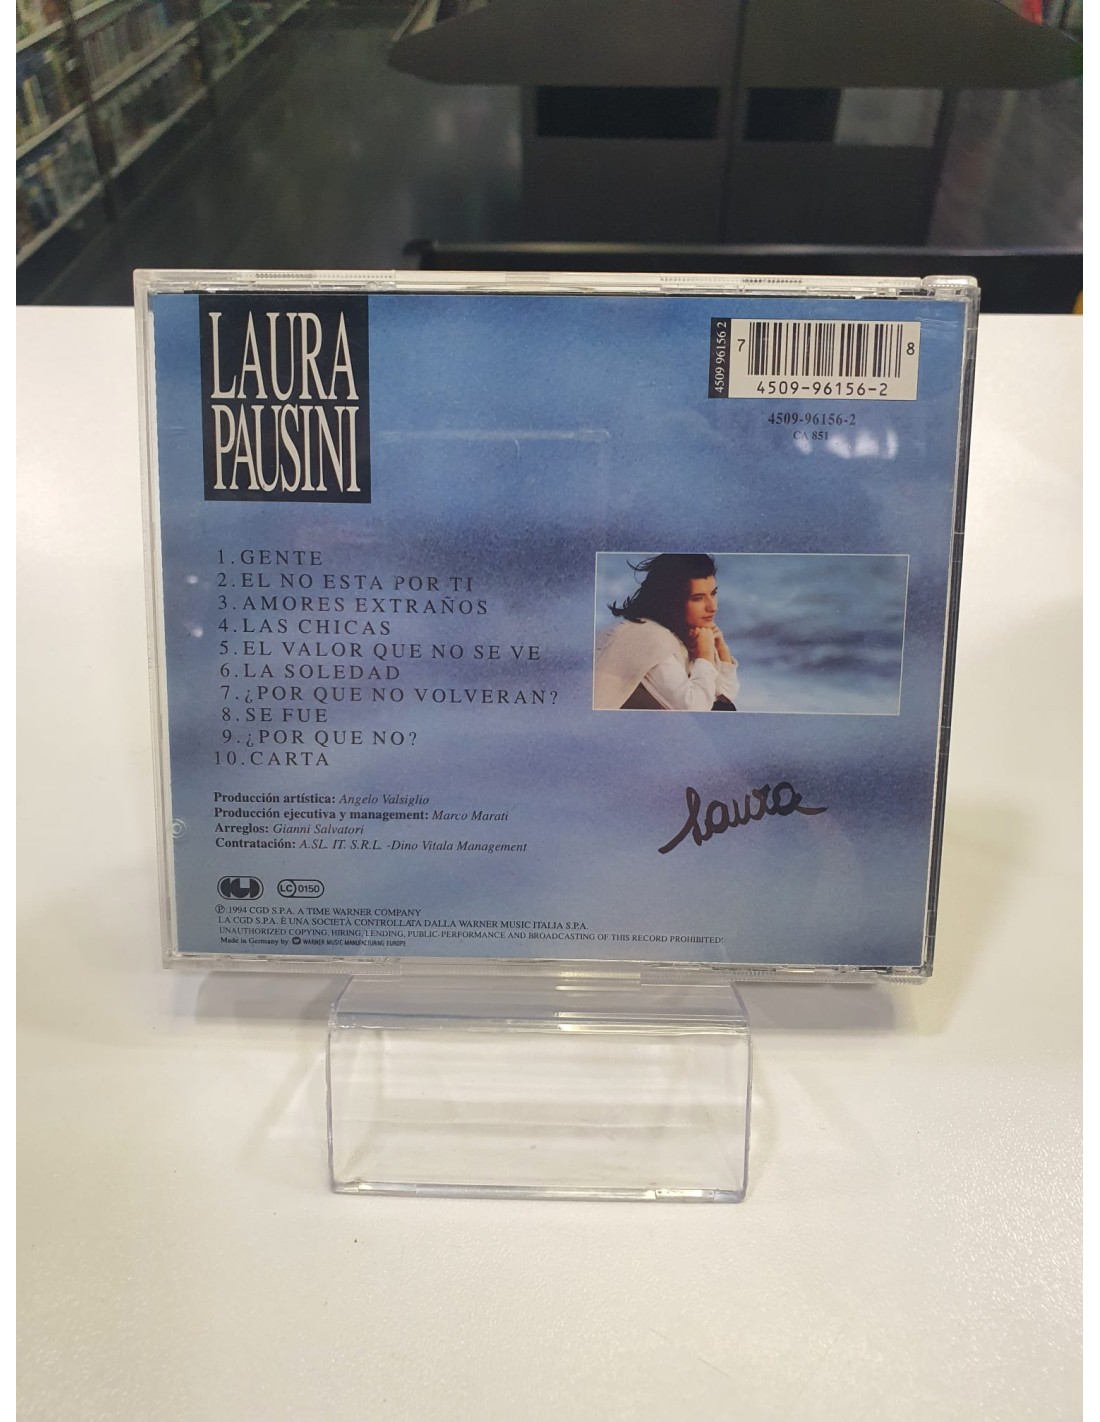 LAURA
PAUSINI
4509 96156 2
7
8
4509-96156-2
4509-96156-2
CA 851
1. GENTE
2. EL NO ESTA POR TI
3. AMORES EXTRAÑOS
4. LAS CHICAS
5. EL VALOR QUE NO SE VE
6. LA SOLEDAD
7. ¿POR QUE NO VOLVERAN?
8. SE FUE
9. ¿POR QUE NO?
10. CARTA
Producción artística: Angelo Valsiglio
Producción ejecutiva y management: Marco Marati
Arreglos: Gianni Salvatori
Contratación: A.SL. IT. S.R.L. -Dino Vitala Management
Laura
LC 0150
℗ 1994 CGD S.P.A. A TIME WARNER COMPANY
LA CGD S.P.A. È UNA SOCIETÀ CONTROLLATA DALLA WARNER MUSIC ITALIA S.P.A.
UNAUTHORIZED COPYING, HIRING, LENDING, PUBLIC-PERFORMANCE AND BROADCASTING OF THIS RECORD PROHIBITED!
Made in Germany by WARNER MUSIC MANUFACTURING EUROPE